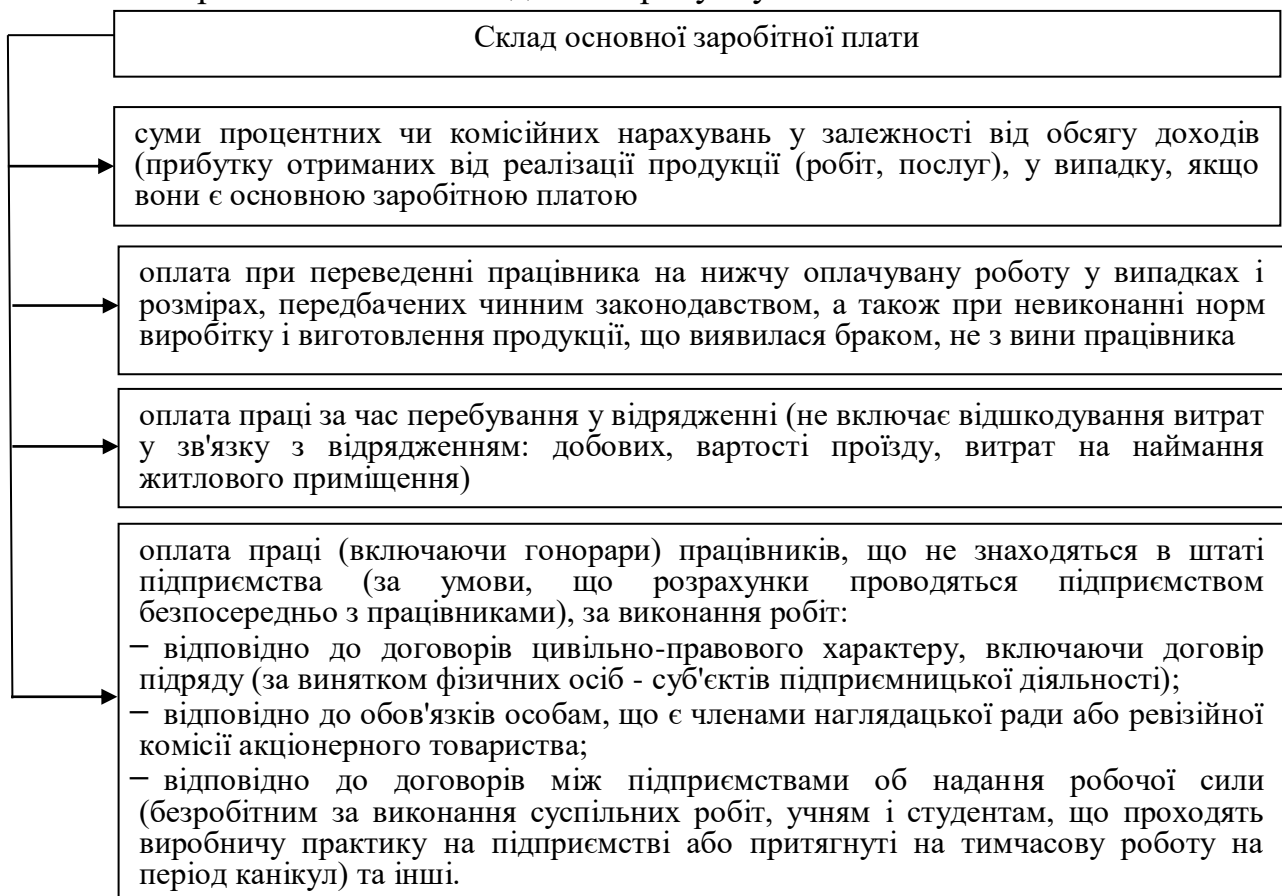 Склад основної заробітної плати
суми процентних чи комісійних нарахувань у залежності від обсягу доходів
(прибутку отриманих від реалізації продукції (робіт, послуг), у випадку, якщо
вони є основною заробітною платою
оплата при переведенні працівника на нижчу оплачувану роботу у випадках і
розмірах, передбачених чинним законодавством, а також при невиконанні норм
виробітку і виготовлення продукції, що виявилася браком, не з вини працівника
оплата праці за час перебування у відрядженні (не включає відшкодування витрат
у зв'язку з відрядженням: добових, вартості проїзду, витрат на наймання
житлового приміщення)
оплата праці (включаючи гонорари) працівників, що не знаходяться в штаті
підприємства (за умови, що розрахунки проводяться підприємством
безпосередньо з працівниками), за виконання робіт:
– відповідно до договорів цивільно-правового характеру, включаючи договір
підряду (за винятком фізичних осіб - суб'єктів підприємницької діяльності);
– відповідно до обов'язків особам, що є членами наглядацької ради або ревізійної
комісії акціонерного товариства;
– відповідно до договорів між підприємствами об надання робочої сили
(безробітним за виконання суспільних робіт, учням і студентам, що проходять
виробничу практику на підприємстві або притягнуті на тимчасову роботу на
період канікул) та інші.